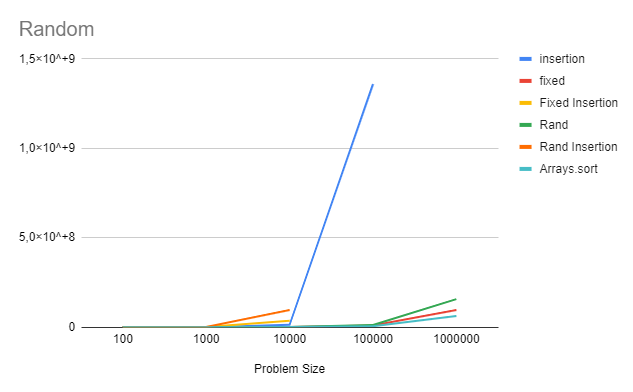 Random
1,5×10^+9
1,0×10^+9
5,0×10^+8
0
100 1000 10000 100000 1000000
Problem Size
insertion
fixed
Fixed Insertion
Rand
Rand Insertion
Arrays.sort